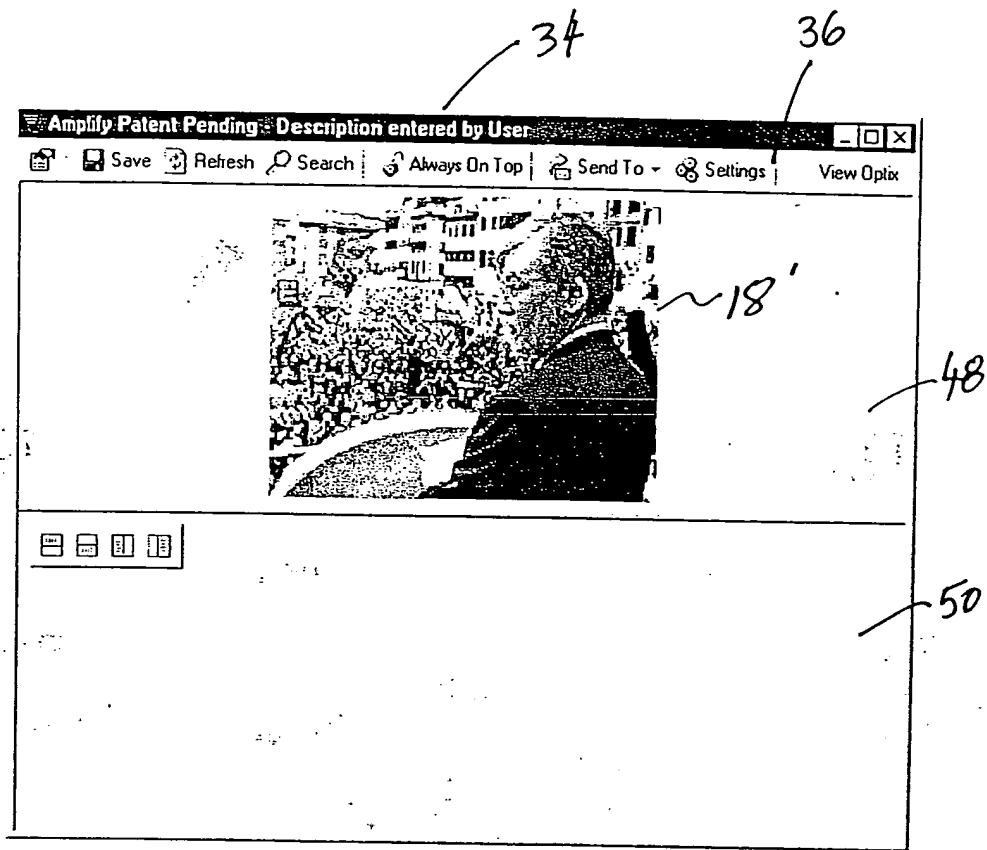 34
36
Amplify Patent Pending - Description entered by User
Save Refresh Search Always On Top Send To Settings View Optix
18'
48
50